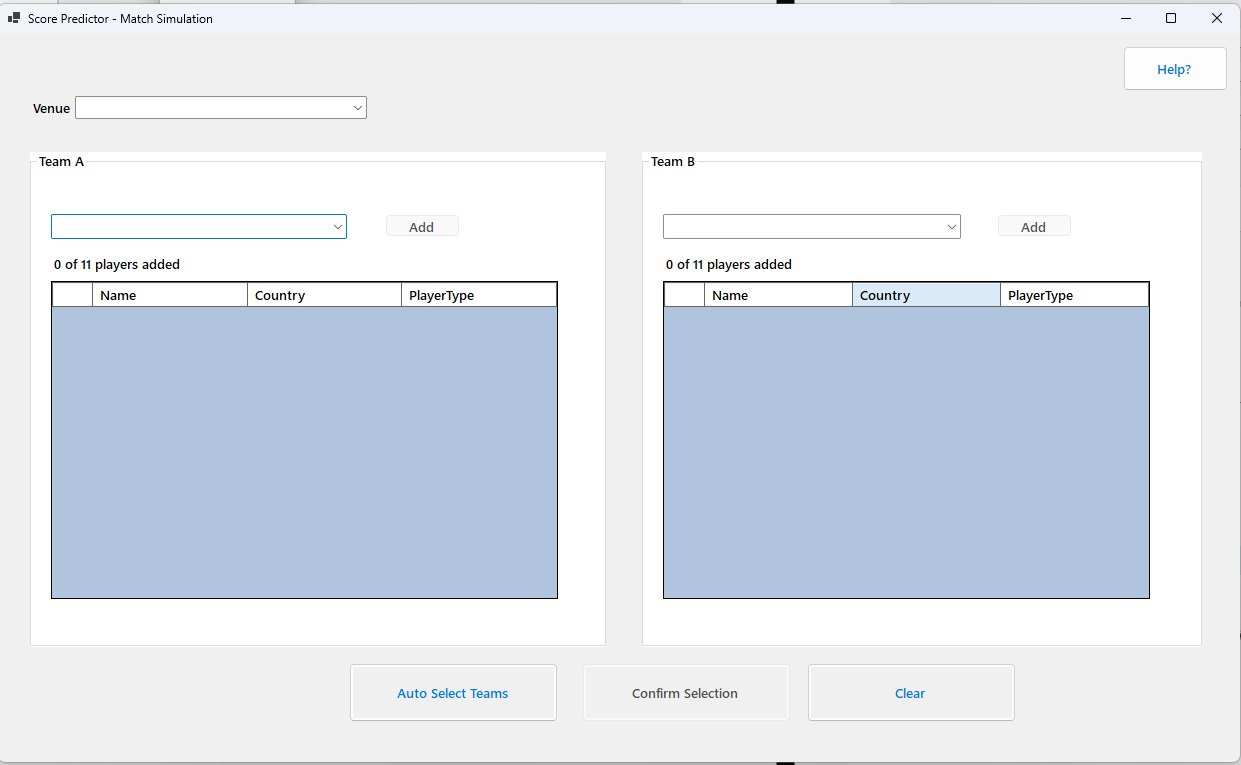 Score Predictor - Match Simulation
Help?
Venue
Team A
Add
0 of 11 players added
Name Country PlayerType
Team B
Add
0 of 11 players added
Name Country PlayerType
Auto Select Teams
Confirm Selection
Clear